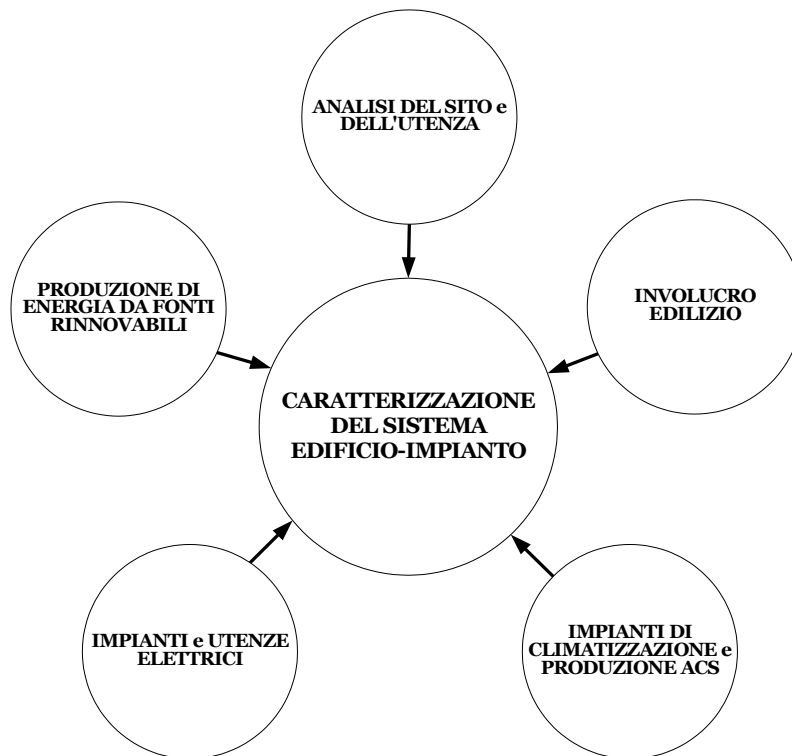 ANALISI DEL SITO e
DELL'UTENZA
PRODUZIONE DI
ENERGIA DA FONTI
RINNOVABILI
INVOLUCRO
EDILIZIO
CARATTERIZZAZIONE
DEL SISTEMA
EDIFICIO-IMPIANTO
IMPIANTI e UTENZE
ELETTRICI
IMPIANTI DI
CLIMATIZZAZIONE e
PRODUZIONE ACS